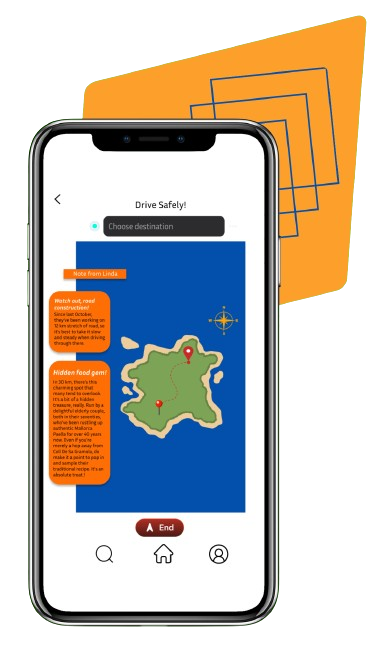 Drive Safely!
Choose destination
Note from Linda
Watch out, road
construction!
Since last October,
they've been working on
12 km stretch of road, so
it's best to take it slow
and steady when driving
through there.
Hidden food gem!
In 30 km, there's this
charming spot that
many tend to overlook.
It's a bit of a hidden
treasure, really. Run by a
delightful elderly couple,
both in their seventies,
who've been rustling up
authentic Mallorca
Paella for over 40 years
now. Even if you're
merely a hop away from
Coll De Sa Gramola, do
make it a point to pop in
and sample their
traditional recipe. It's an
absolute treat!
End